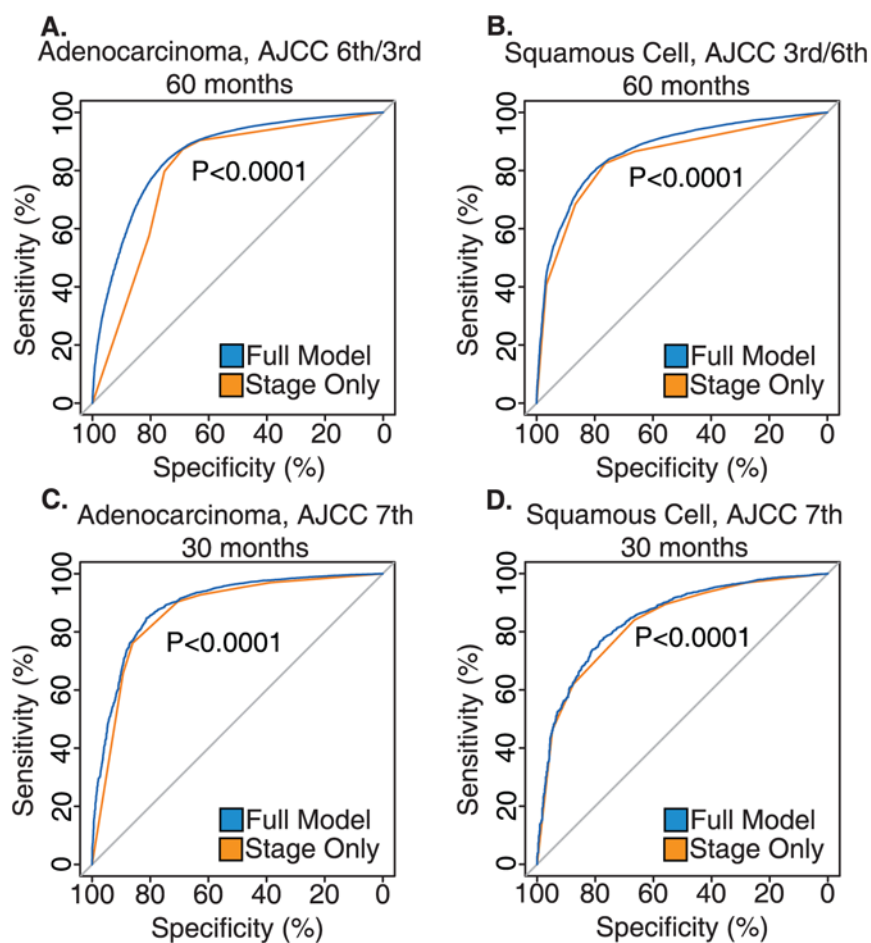 A.
Adenocarcinoma, AJCC 6th/3rd
60 months
100
80
60
40
20
0
Sensitivity (%)
P<0.0001
Full Model
Stage Only
100 80 60 40 20 0
Specificity (%)
B.
Squamous Cell, AJCC 3rd/6th
60 months
100
80
60
40
20
0
Sensitivity (%)
P<0.0001
Full Model
Stage Only
100 80 60 40 20 0
Specificity (%)
C.
Adenocarcinoma, AJCC 7th
30 months
100
80
60
40
20
0
Sensitivity (%)
P<0.0001
Full Model
Stage Only
100 80 60 40 20 0
Specificity (%)
D.
Squamous Cell, AJCC 7th
30 months
100
80
60
40
20
0
Sensitivity (%)
P<0.0001
Full Model
Stage Only
100 80 60 40 20 0
Specificity (%)